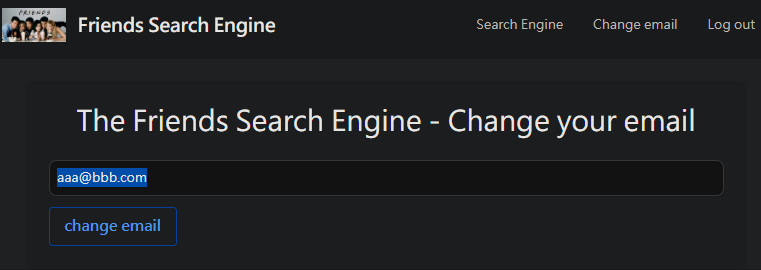 FRIENDS
Friends Search Engine
Search Engine
Change email
Log out
The Friends Search Engine - Change your email
aaa@bbb.com
change email